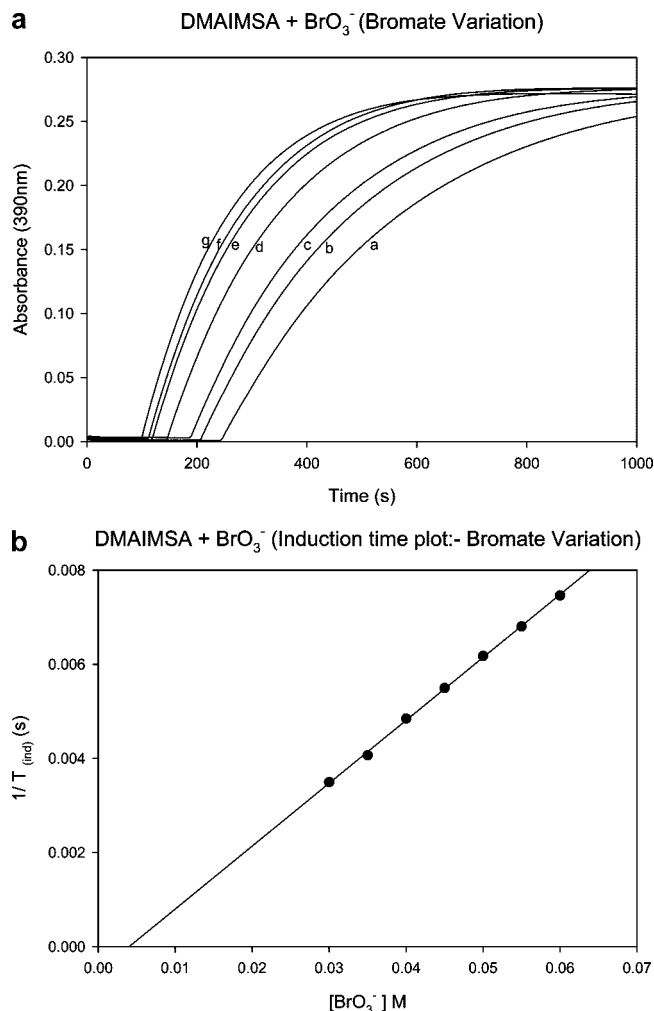 a
DMAIMSA + BrO₃⁻ (Bromate Variation)
0.30
0.25
0.20
0.15
0.10
0.05
0.00
Absorbance (390nm)
g f e d c b a
0 200 400 600 800 1000
Time (s)
b
DMAIMSA + BrO₃⁻ (Induction time plot:- Bromate Variation)
0.008
0.006
0.004
0.002
0.000
1/ T (ind) (s)
0.00 0.01 0.02 0.03 0.04 0.05 0.06 0.07
[BrO₃⁻] M